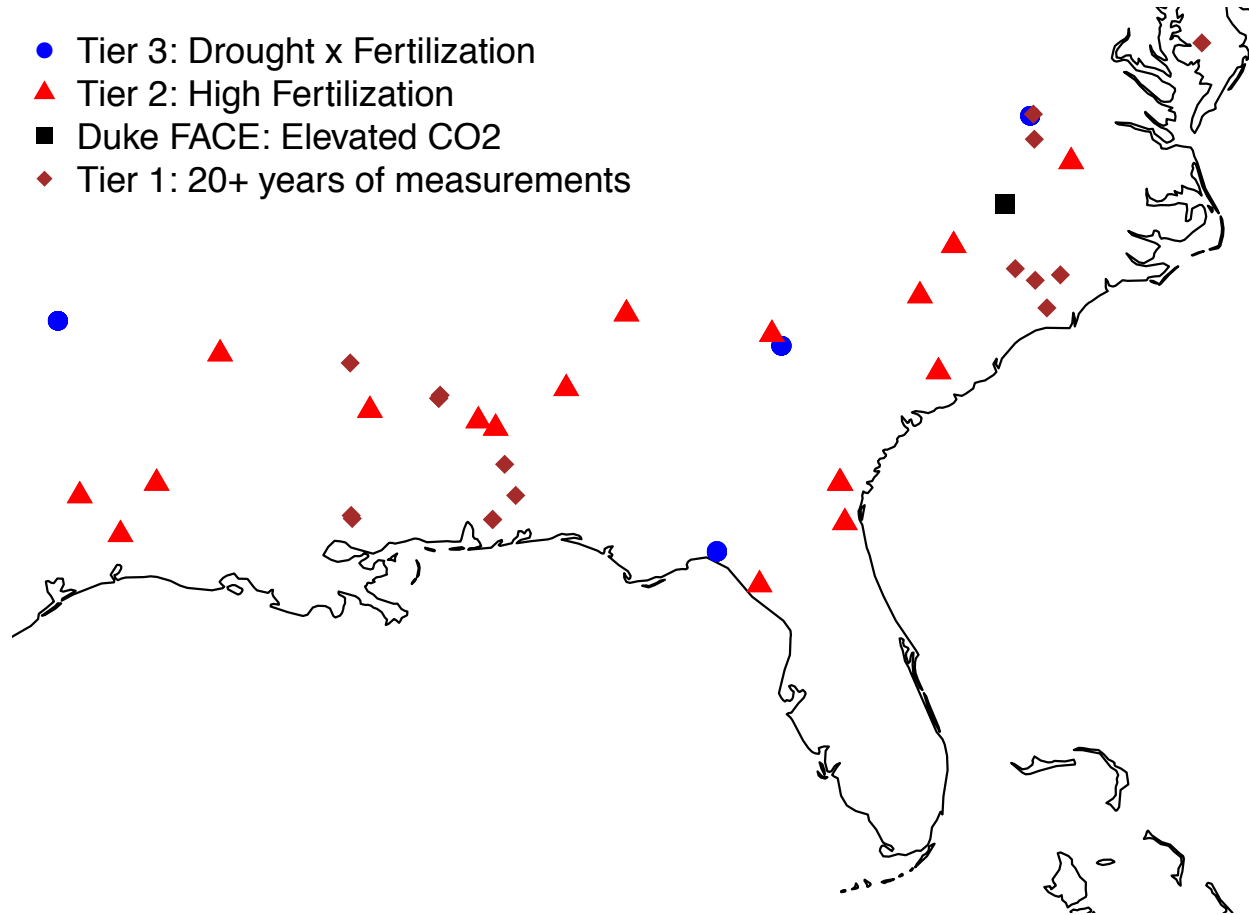 Tier 3: Drought x Fertilization
Tier 2: High Fertilization
Duke FACE: Elevated CO2
Tier 1: 20+ years of measurements